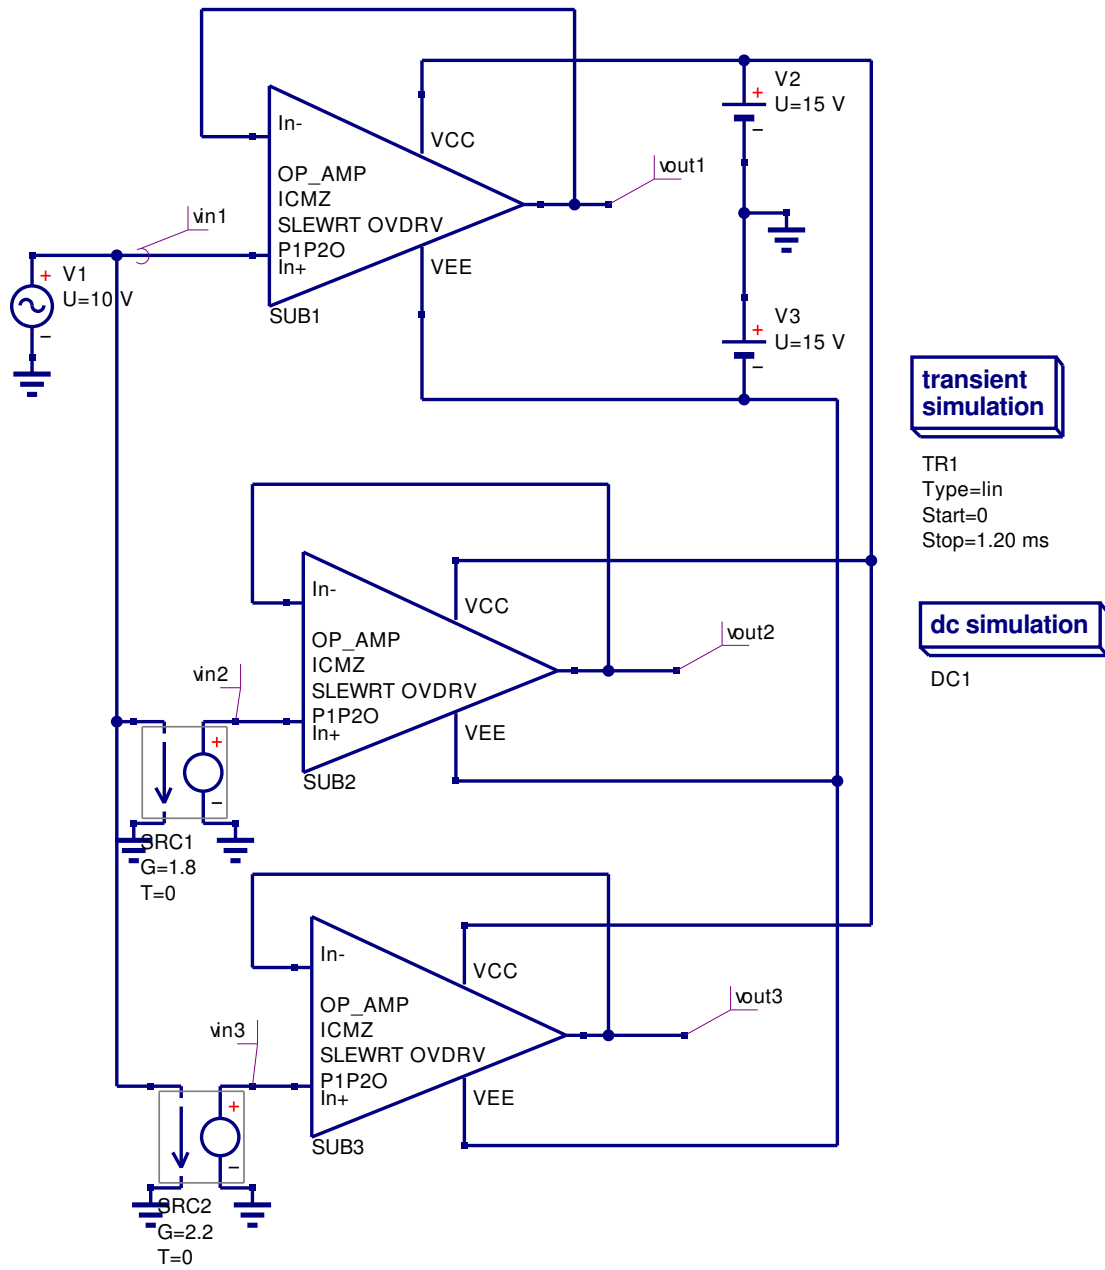 In-
VCC
OP_AMP
ICMZ
SLEWRT OVDRV
P1P2O
In+
VEE
SUB1
vout1
vin1
+
V1
U=10 V
–
+
V2
U=15 V
–
+
V3
U=15 V
–
transient
simulation
TR1
Type=lin
Start=0
Stop=1.20 ms
dc simulation
DC1
In-
VCC
OP_AMP
ICMZ
SLEWRT OVDRV
P1P2O
In+
VEE
SUB2
vout2
vin2
+
–
SRC1
G=1.8
T=0
In-
VCC
OP_AMP
ICMZ
SLEWRT OVDRV
P1P2O
In+
VEE
SUB3
vout3
vin3
+
–
SRC2
G=2.2
T=0